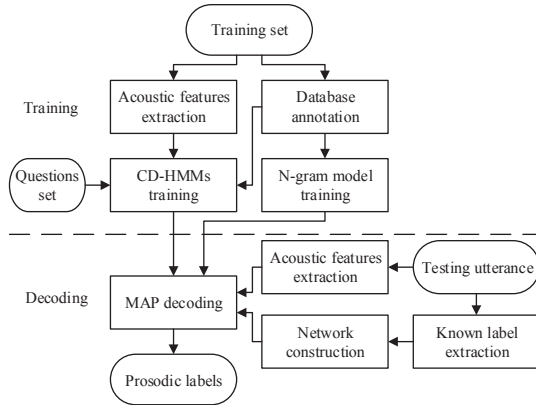 Training set
Training
Acoustic features
extraction
Database
annotation
Questions
set
CD-HMMs
training
N-gram model
training
Decoding
Acoustic features
extraction
Testing utterance
MAP decoding
Network
construction
Known label
extraction
Prosodic labels